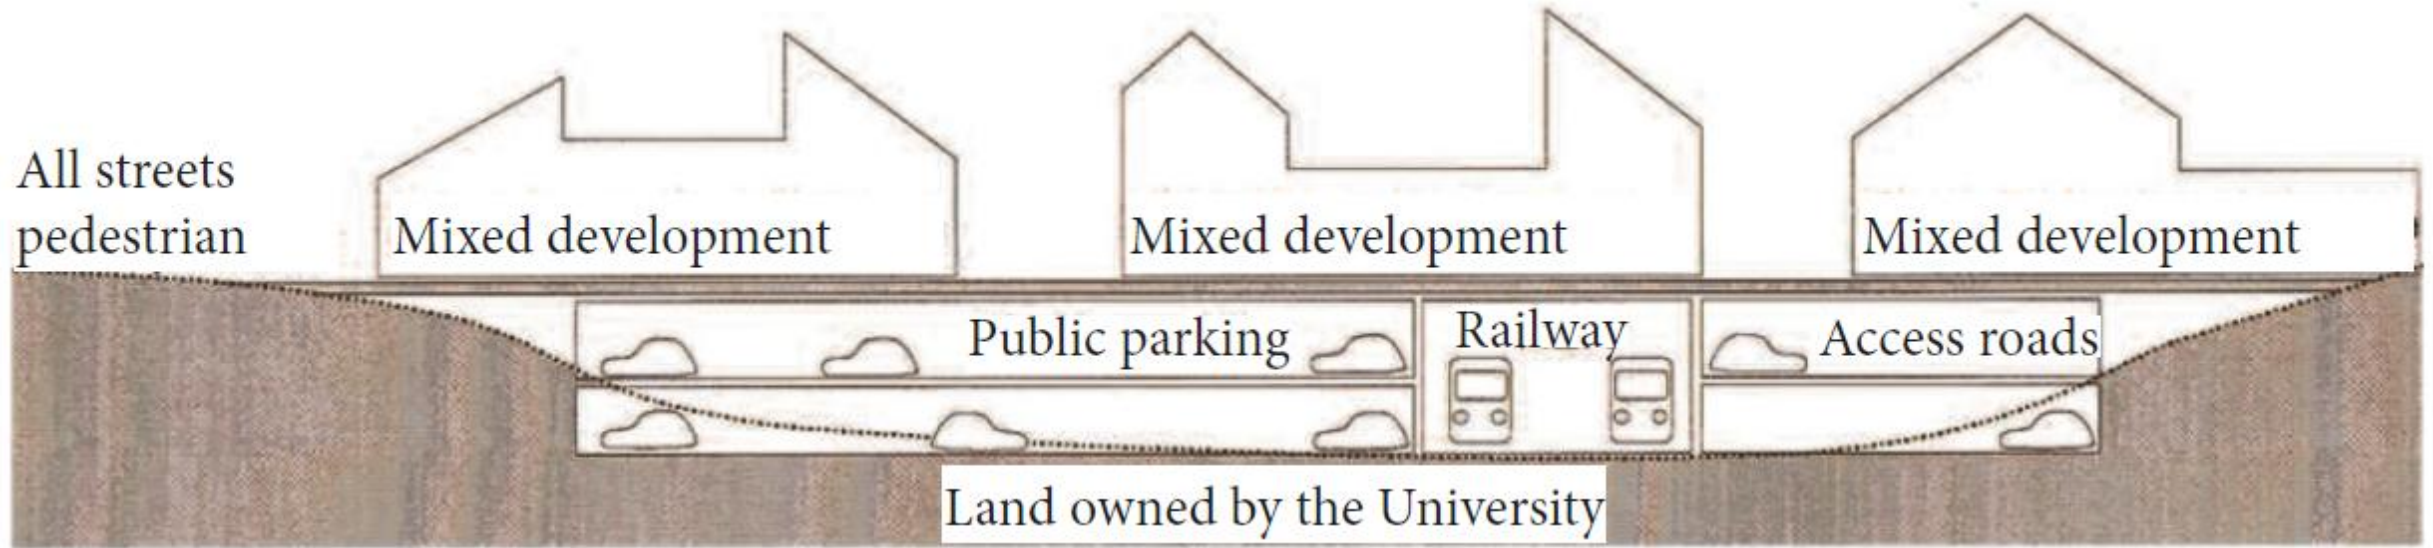 All streets
pedestrian
Mixed development
Mixed development
Mixed development
Public parking
Railway
Access roads
Land owned by the University